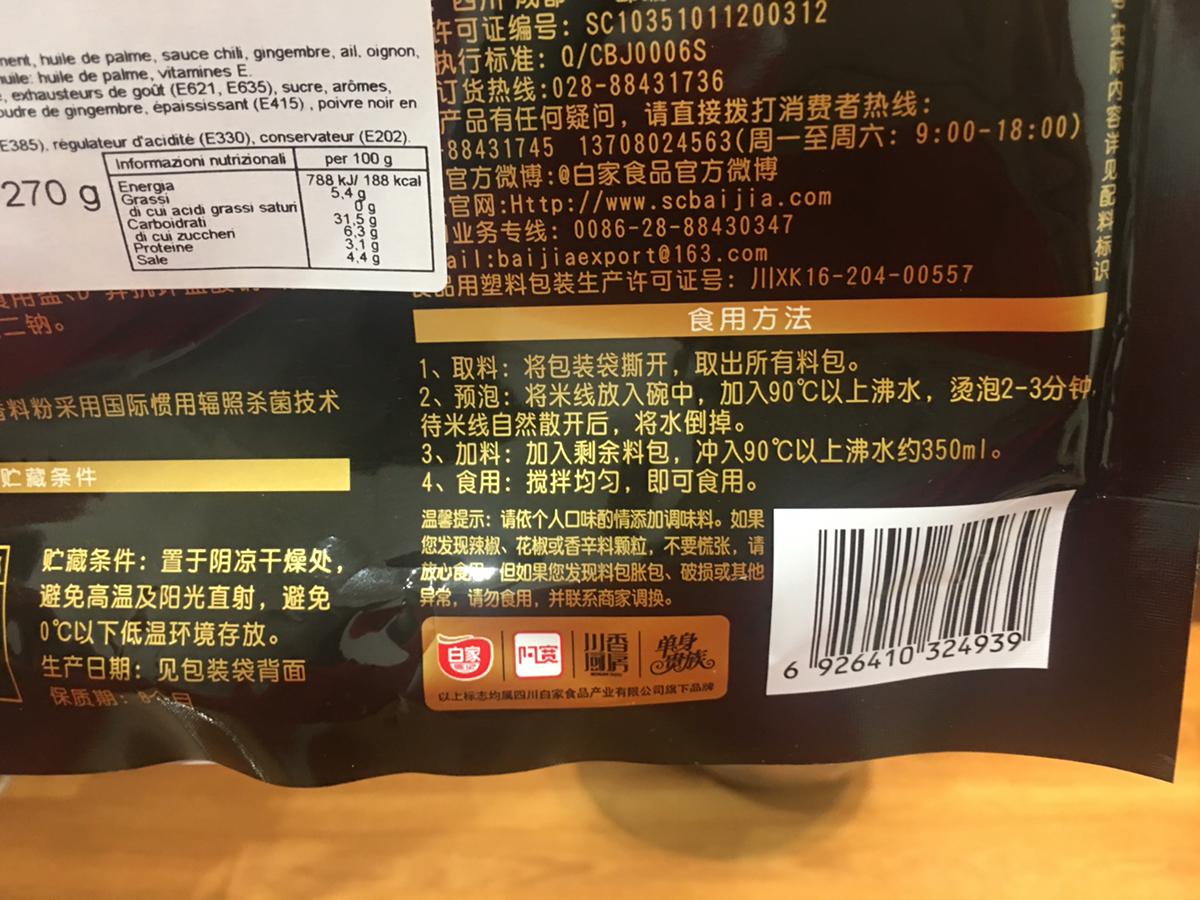 huile de palme, sauce chili, gingembre, ail, oignon,
huile de palme, vitamines E.
exhausteurs de goût (E621, E635), sucre, arômes,
de gingembre, épaississant (E415), poivre noir en
E385), régulateur d'acidité (E330), conservateur (E202).
270 g
Informazioni nutrizionali per 100 g
Energia 788 kJ/ 188 kcal
Grassi 5,4 g
di cui acidi grassi saturi 0 g
Carboidrati 31,5 g
di cui zuccheri 6,3 g
Proteine 3,1 g
Sale 4,4 g
二钠。
料粉采用国际惯用辐照杀菌技术
贮藏条件
贮藏条件：置于阴凉干燥处，
避免高温及阳光直射，避免
0℃以下低温环境存放。
生产日期：见包装袋背面
保质期：
许可证编号：SC10351011200312
执行标准：Q/CBJ0006S
订货热线:028-88431736
产品有任何疑问，请直接拨打消费者热线：
-88431745 13708024563(周一至周六：9:00-18:00)
官方微博:@白家食品官方微博
官网:Http://www.scbaijia.com
业务专线：0086-28-88430347
ail:baijiaexport@163.com
品用塑料包装生产许可证号：川XK16-204-00557
食用方法
1、取料：将包装袋撕开，取出所有料包。
2、预泡：将米线放入碗中，加入90℃以上沸水，烫泡2-3分钟，
待米线自然散开后，将水倒掉。
3、加料：加入剩余料包，冲入90℃以上沸水约350ml。
4、食用：搅拌均匀，即可食用。
温馨提示：请依个人口味酌情添加调味料。如果
您发现辣椒、花椒或香辛料颗粒，不要慌张，请
放心食用，但如果您发现料包胀包、破损或其他
异常，请勿食用，并联系商家调换。
白家 阿宽 川香厨房 单身贵族
以上标志均属四川白家食品产业有限公司旗下品牌
6 926410 324939
实际内容详见配料标识